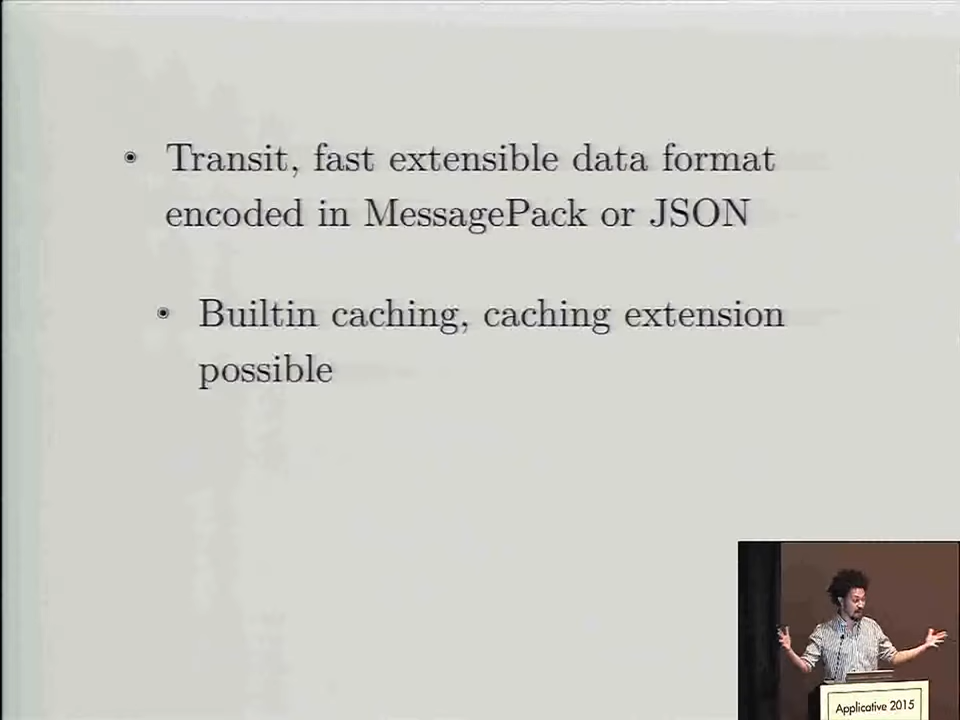 Transit, fast extensible data format
encoded in MessagePack or JSON
Builtin caching, caching extension
possible
Applicative 2015